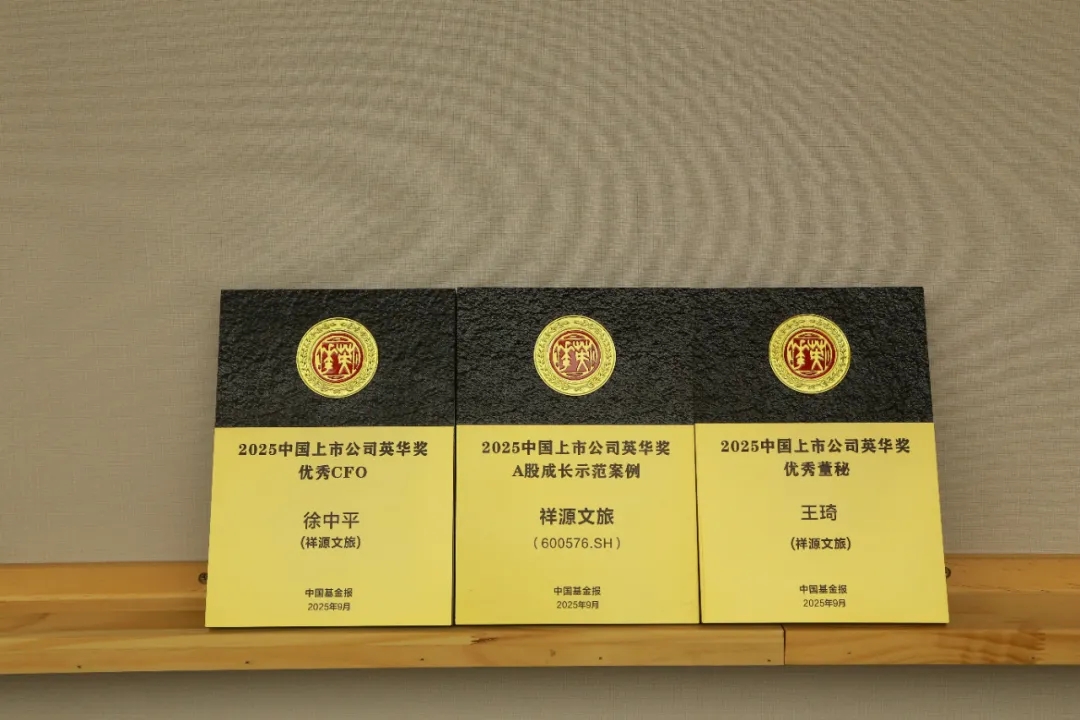 2025中国上市公司英华奖
优秀CFO
徐中平
(祥源文旅)
中国基金报
2025年9月
2025中国上市公司英华奖
A股成长示范案例
祥源文旅
(600576.SH)
中国基金报
2025年9月
2025中国上市公司英华奖
优秀董秘
王琦
(祥源文旅)
中国基金报
2025年9月